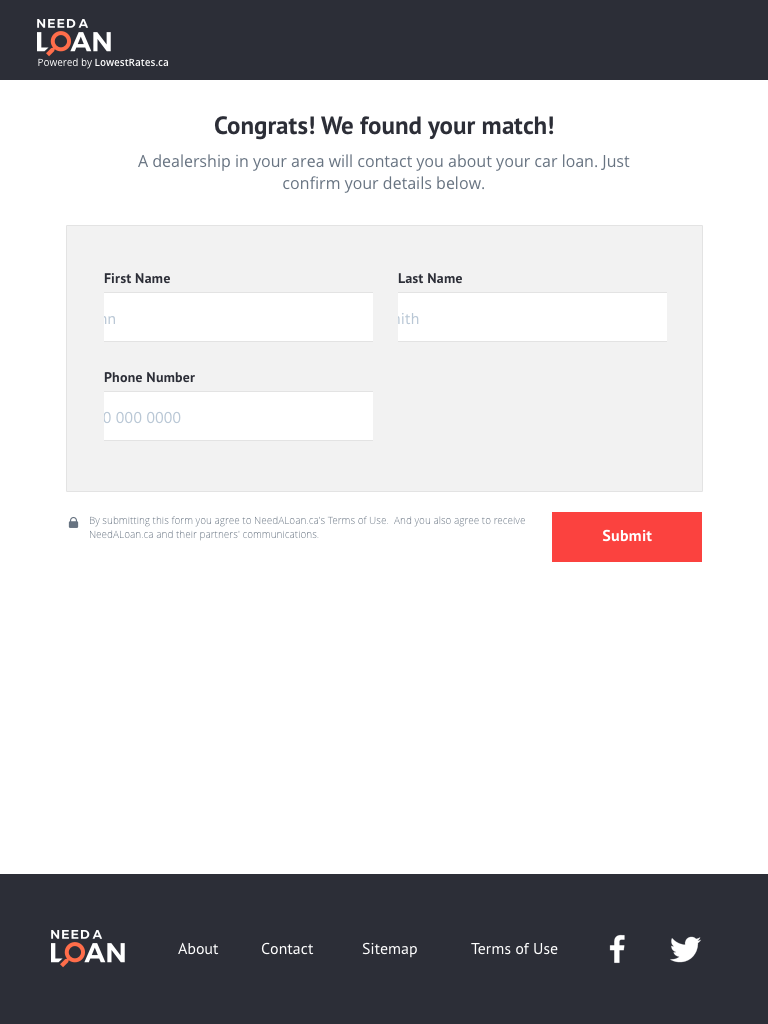 NEED A
LOAN
Powered by LowestRates.ca
Congrats! We found your match!
A dealership in your area will contact you about your car loan. Just
confirm your details below.
First Name
Last Name
hn
ith
Phone Number
0 000 0000
By submitting this form you agree to NeedALoan.ca's Terms of Use. And you also agree to receive
NeedALoan.ca and their partners' communications.
Submit
NEED A
LOAN
About
Contact
Sitemap
Terms of Use